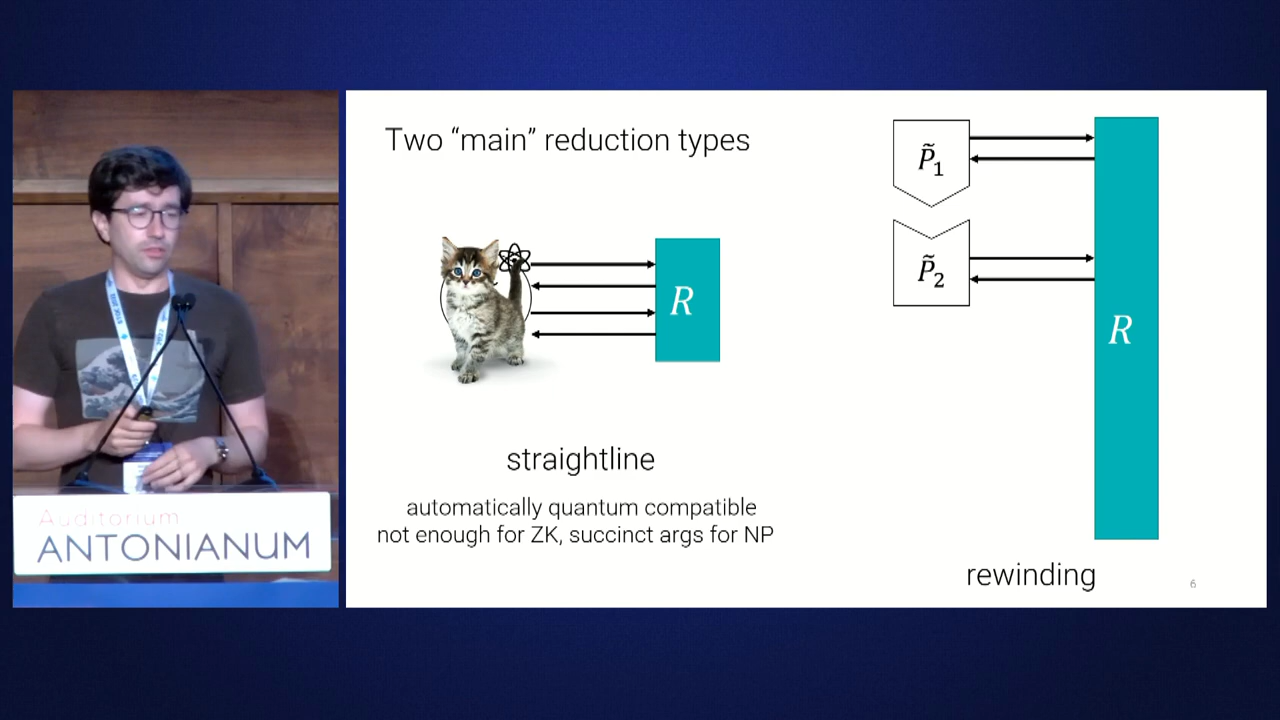 Two “main” reduction types
R
straightline
automatically quantum compatible
not enough for ZK, succinct args for NP
P̃₁
P̃₂
R
rewinding
6
Auditorium
ANTONIANUM